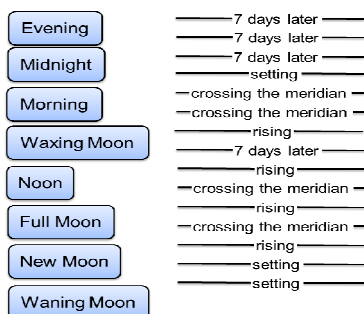 Evening
Midnight
Morning
Waxing Moon
Noon
Full Moon
New Moon
Waning Moon
7 days later
7 days later
7 days later
setting
crossing the meridian
crossing the meridian
rising
7 days later
rising
crossing the meridian
rising
crossing the meridian
rising
setting
setting